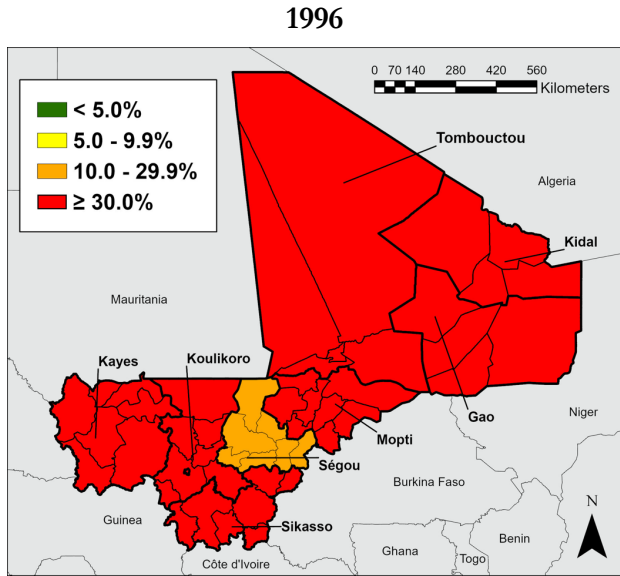 1996
0 70 140 280 420 560
Kilometers
< 5.0%
5.0 - 9.9%
10.0 - 29.9%
≥ 30.0%
Tombouctou
Algeria
Kidal
Mauritania
Kayes
Koulikoro
Gao
Niger
Mopti
Ségou
Burkina Faso
N
Guinea
Sikasso
Benin
Ghana
Togo
Côte d'Ivoire